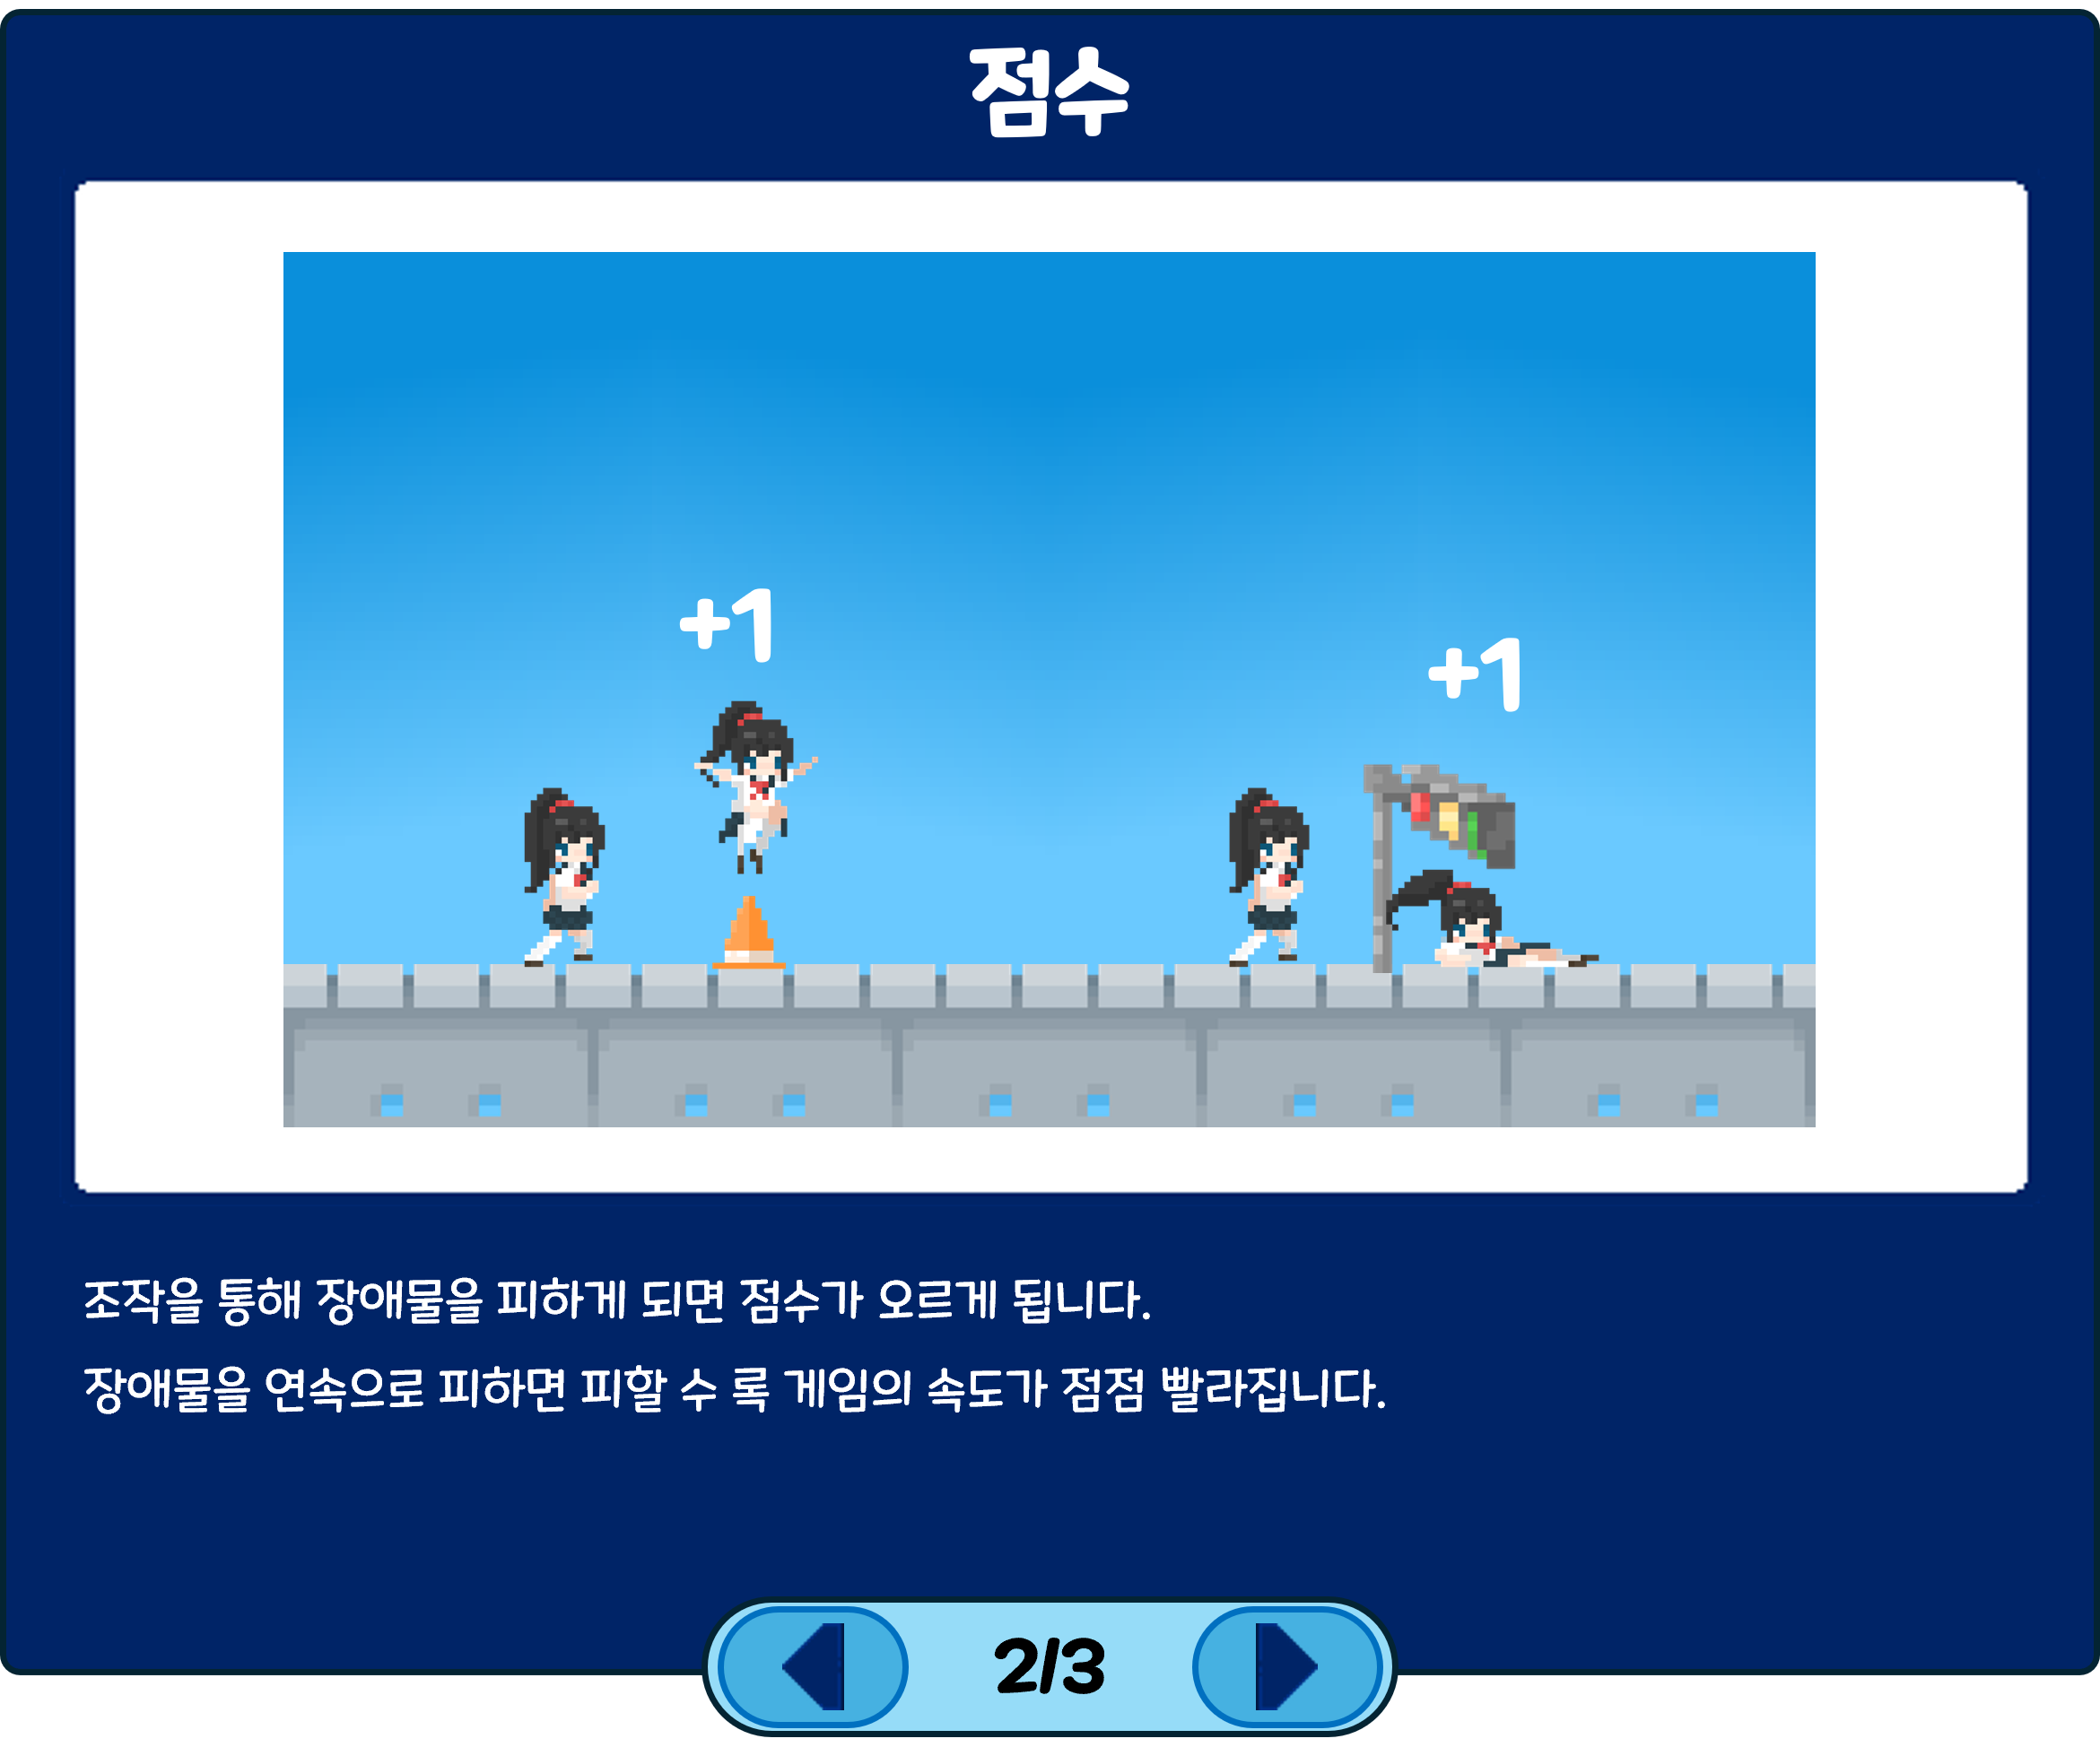 점수
+1
+1
조작을 통해 장애물을 피하게 되면 점수가 오르게 됩니다.
장애물을 연속으로 피하면 피할 수 록 게임의 속도가 점점 빨라집니다.
2/3